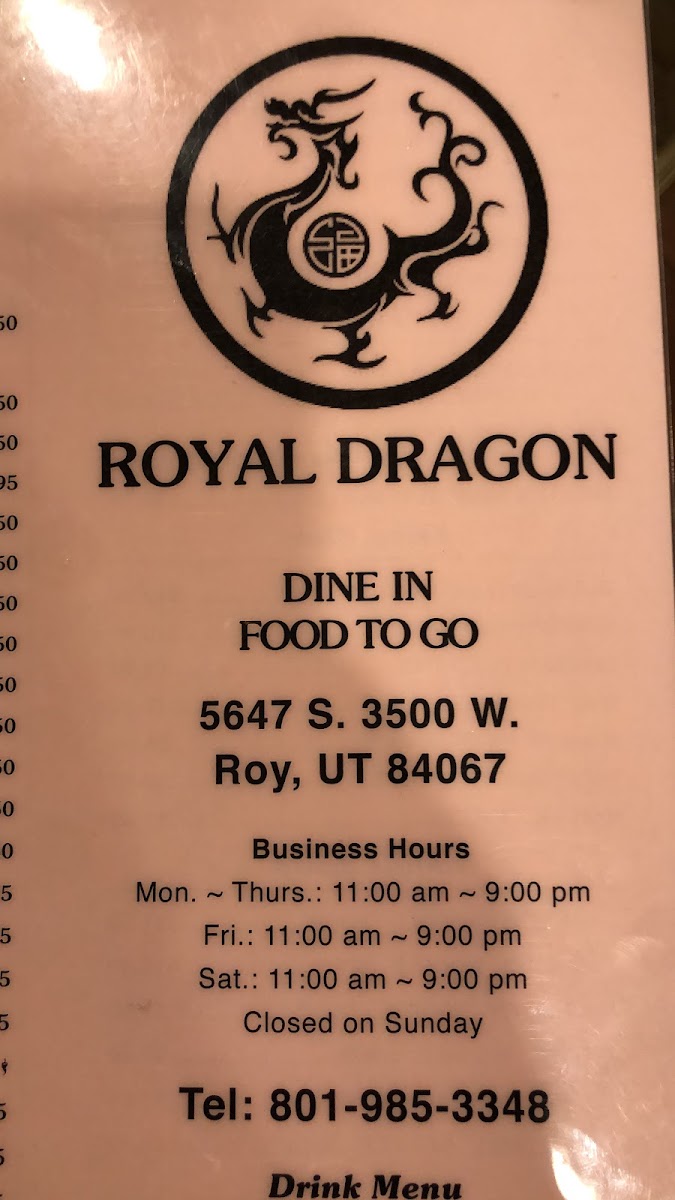 福
ROYAL DRAGON
DINE IN
FOOD TO GO
5647 S. 3500 W.
Roy, UT 84067
Business Hours
Mon. ~ Thurs.: 11:00 am ~ 9:00 pm
Fri.: 11:00 am ~ 9:00 pm
Sat.: 11:00 am ~ 9:00 pm
Closed on Sunday
Tel: 801-985-3348
Drink Menu